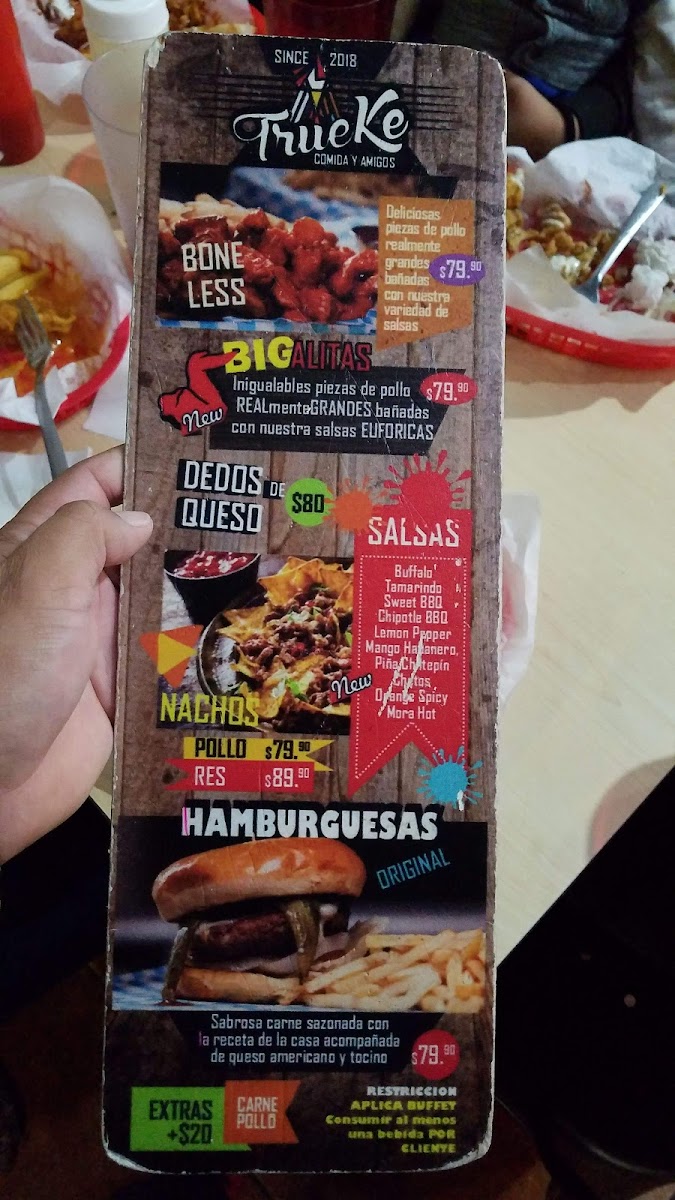 SINCE 2018
TrueKe
COMIDA Y AMIGOS
BONE
LESS
Deliciosas
piezas de pollo
realmente
grandes
bañadas
con nuestra
variedad de
salsas
$79.90
BIGALITAS
New
Inigualables piezas de pollo
REALmenteGRANDES bañadas
con nuestra salsas EUFORICAS
$79.90
DEDOS DE
QUESO
$80
SALSAS
Buffalo
Tamarindo
Sweet BBQ
Chipotle BBQ
Lemon Pepper
Mango Habanero,
Piña Chitepín
Chetos
Orange Spicy
Mora Hot
New
NACHOS
POLLO $79.90
RES $89.90
HAMBURGUESAS
ORIGINAL
Sabrosa carne sazonada con
la receta de la casa acompañada
de queso americano y tocino
$79.90
EXTRAS
+$20
CARNE
POLLO
RESTRICCION
APLICA BUFFET
Consumir al menos
una bebida POR
CLIENTE